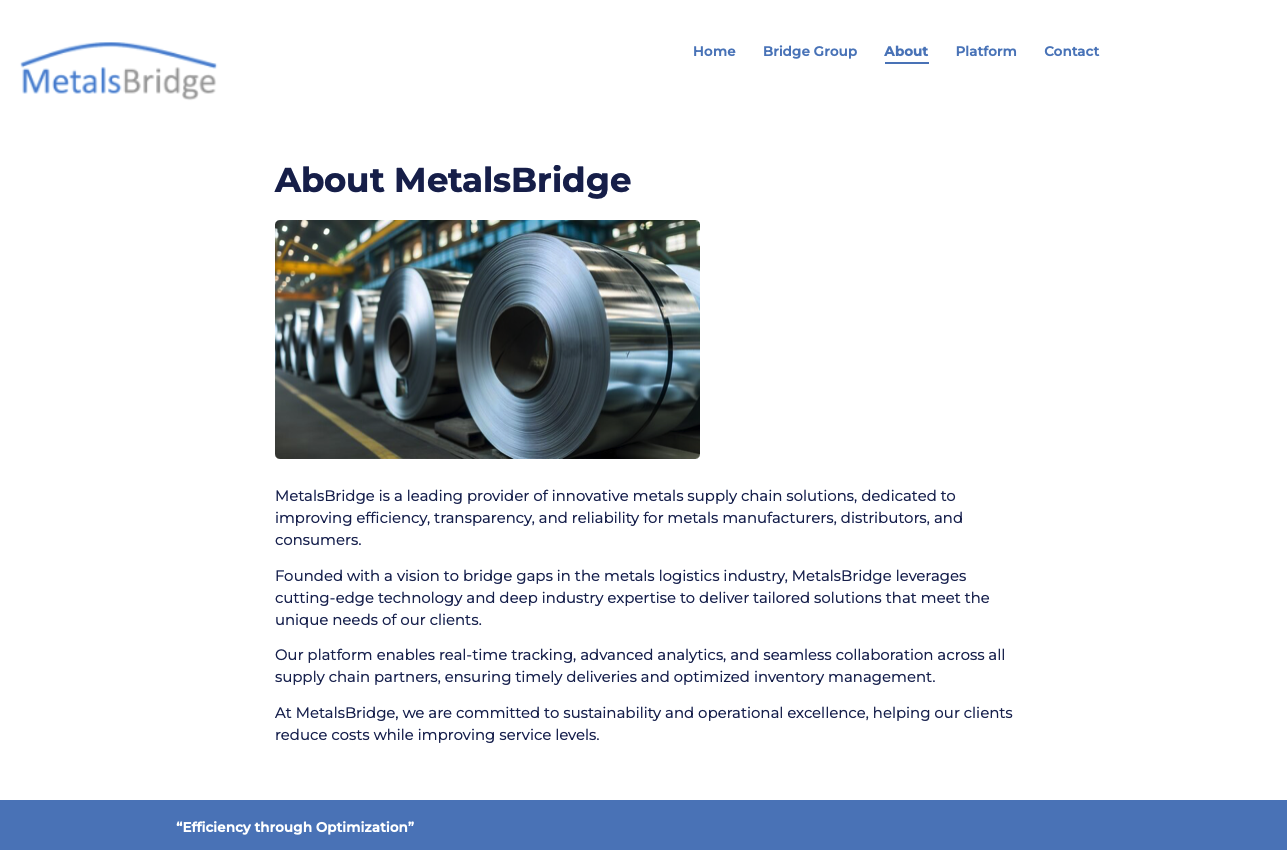 MetalsBridge
Home
Bridge Group
About
Platform
Contact
About MetalsBridge
MetalsBridge is a leading provider of innovative metals supply chain solutions, dedicated to
improving efficiency, transparency, and reliability for metals manufacturers, distributors, and
consumers.
Founded with a vision to bridge gaps in the metals logistics industry, MetalsBridge leverages
cutting-edge technology and deep industry expertise to deliver tailored solutions that meet the
unique needs of our clients.
Our platform enables real-time tracking, advanced analytics, and seamless collaboration across all
supply chain partners, ensuring timely deliveries and optimized inventory management.
At MetalsBridge, we are committed to sustainability and operational excellence, helping our clients
reduce costs while improving service levels.
“Efficiency through Optimization”